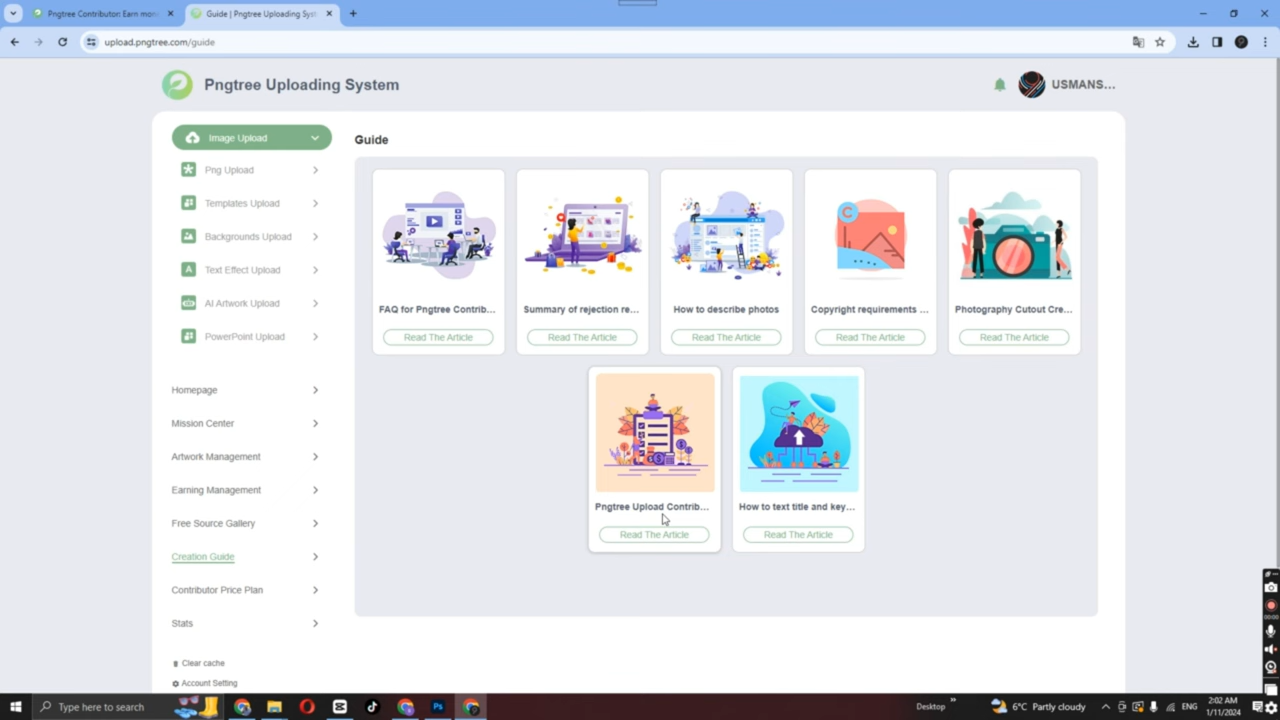 Pngtree Contributor: Earn mon
Guide | Pngtree Uploading Syst
upload.pngtree.com/guide
Pngtree Uploading System
USMANS...
Image Upload
Png Upload
Templates Upload
Backgrounds Upload
Text Effect Upload
AI Artwork Upload
PowerPoint Upload
Homepage
Mission Center
Artwork Management
Earning Management
Free Source Gallery
Creation Guide
Contributor Price Plan
Stats
Clear cache
Account Setting
Guide
FAQ for Pngtree Contrib...
Read The Article
Summary of rejection re...
Read The Article
How to describe photos
Read The Article
Copyright requirements ...
Read The Article
Photography Cutout Cre...
Read The Article
Pngtree Upload Contrib...
Read The Article
How to text title and key...
Read The Article
00:00
Type here to search
Desktop
6°C Partly cloudy
ENG
2:02 AM
1/11/2024